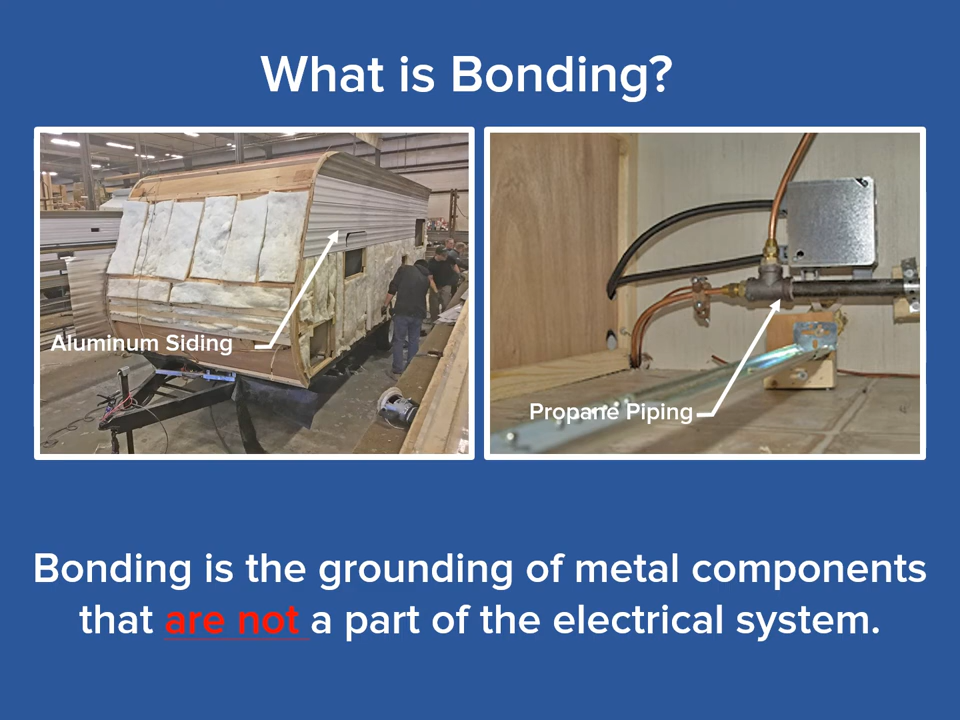 What is Bonding?
Aluminum Siding
Propane Piping
Bonding is the grounding of metal components
that are not a part of the electrical system.